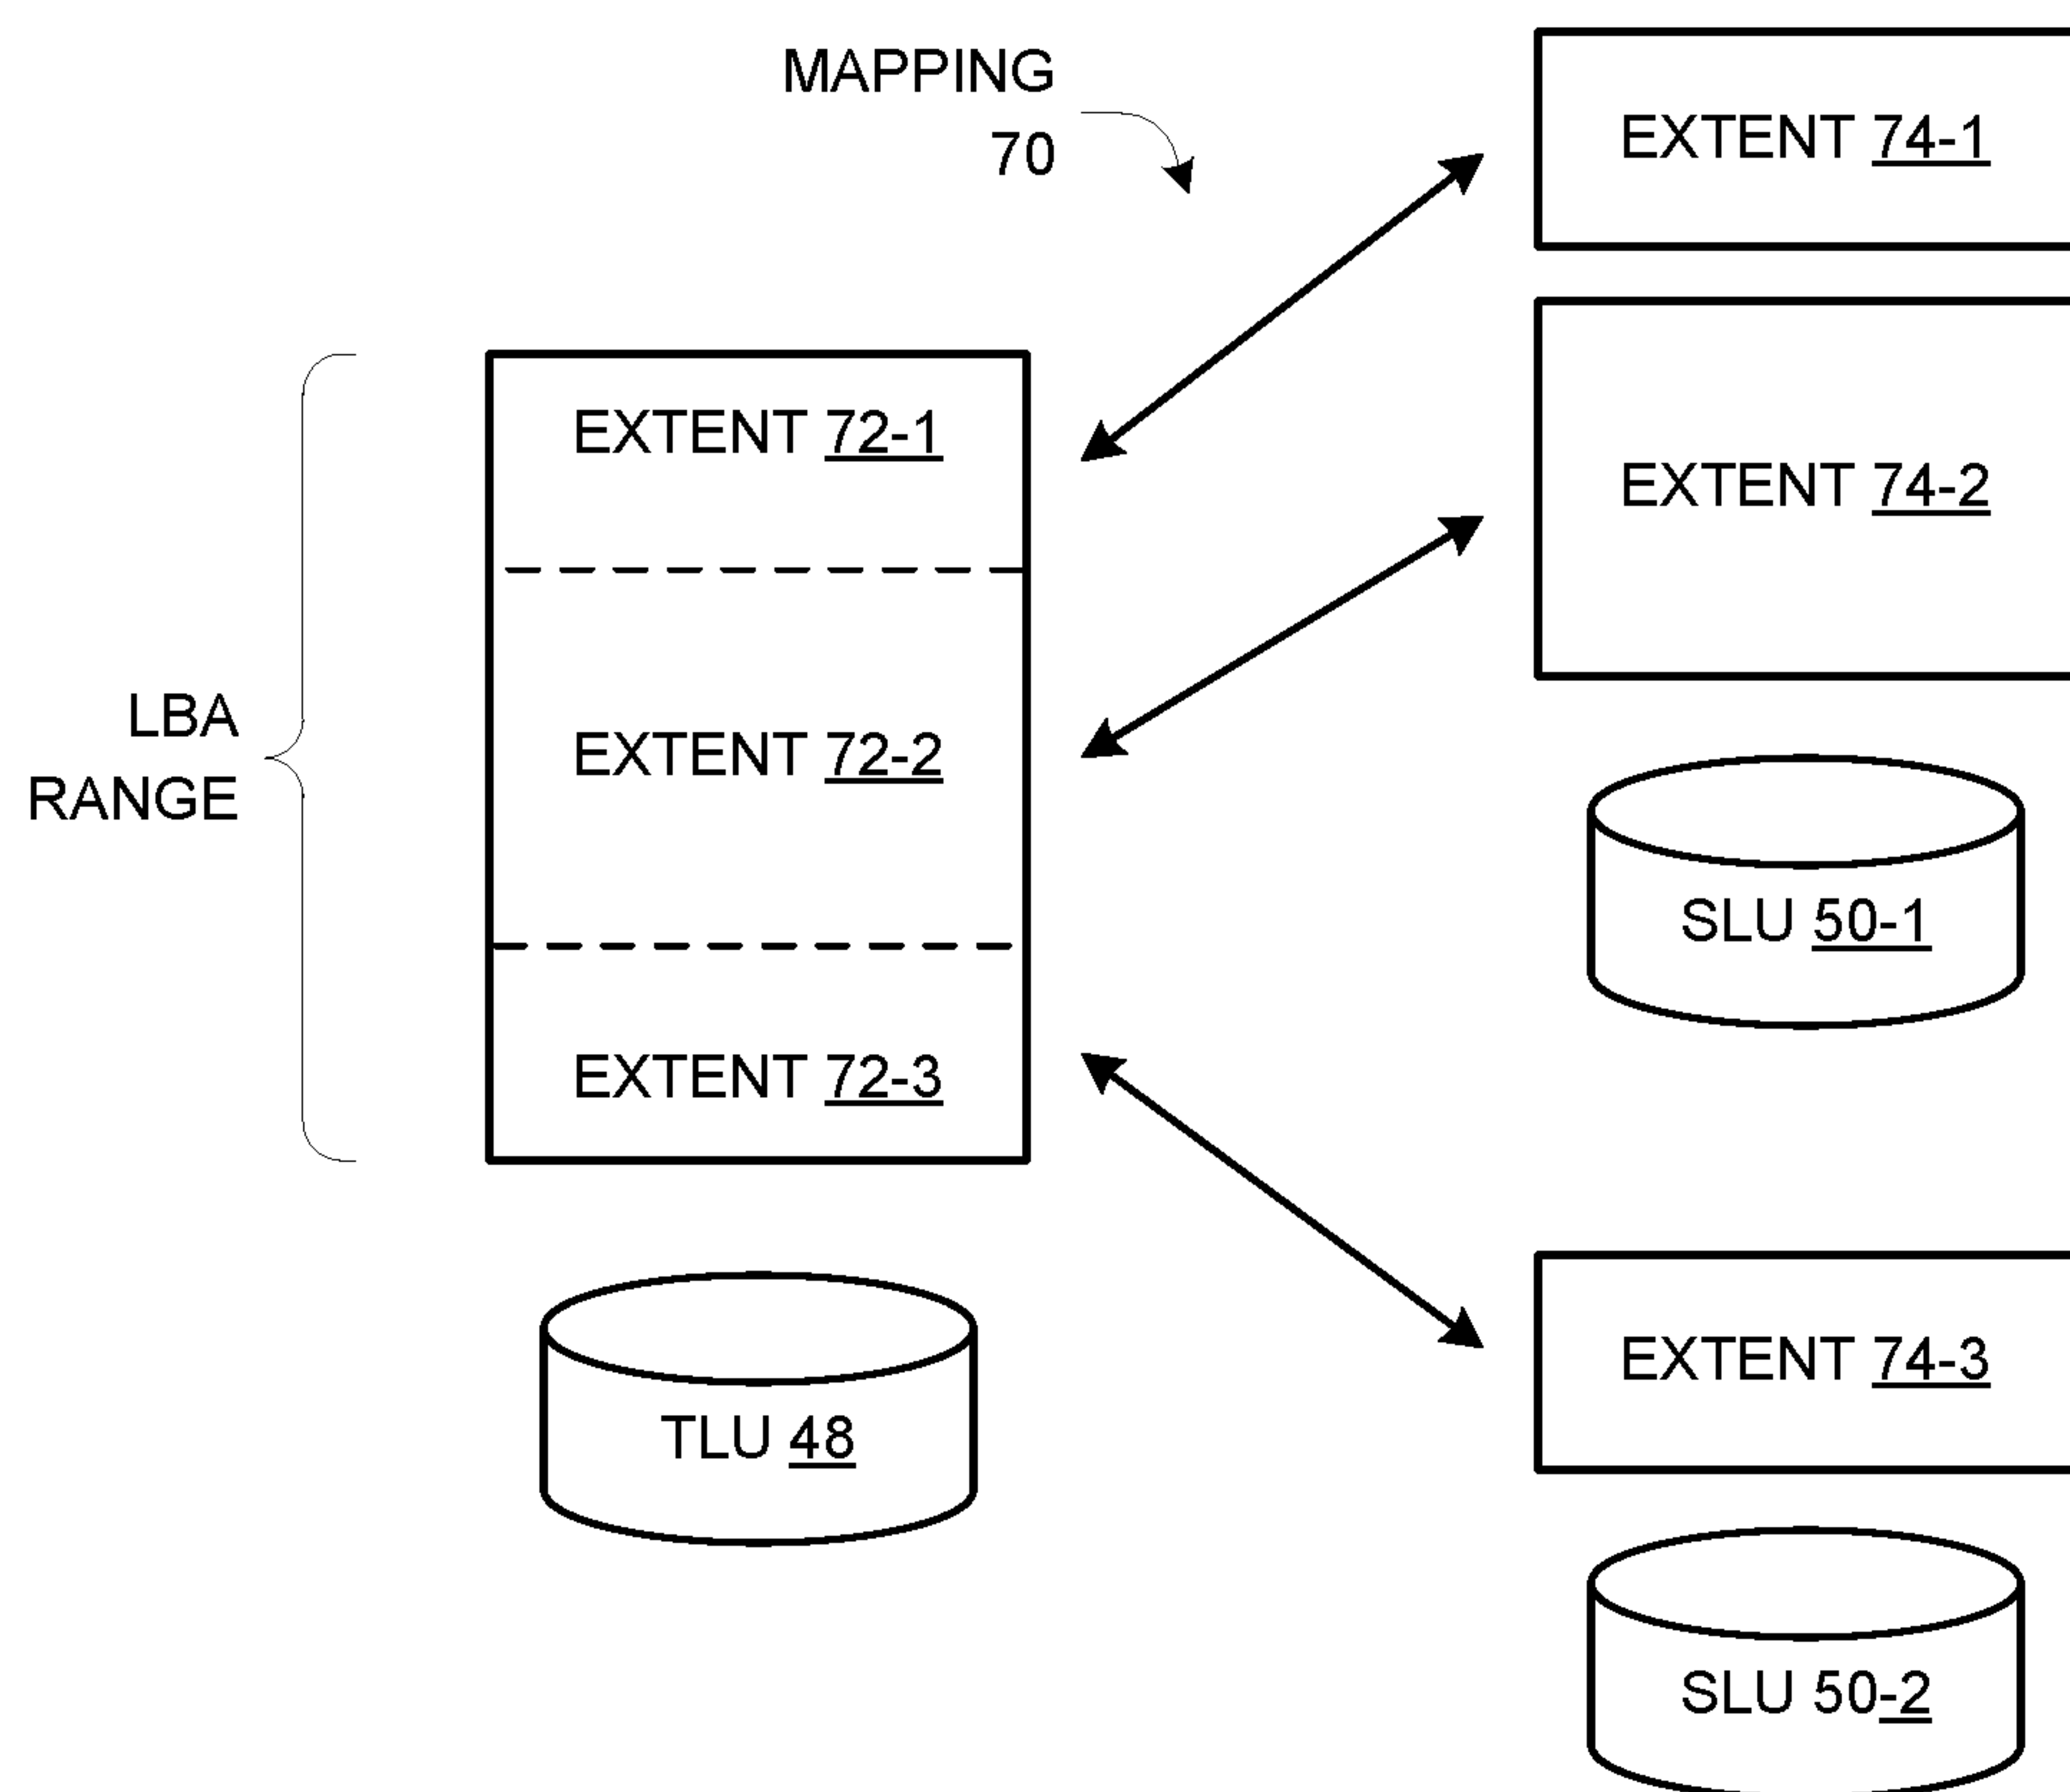 MAPPING
70
EXTENT 74-1
EXTENT 72-1
EXTENT 74-2
LBA
RANGE
EXTENT 72-2
SLU 50-1
EXTENT 72-3
EXTENT 74-3
TLU 48
SLU 50-2